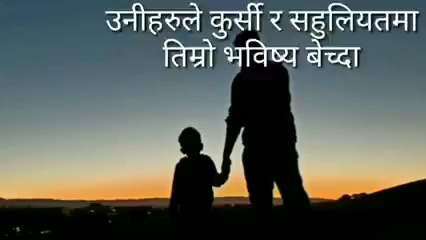 उनीहरुले कुर्सी र सहुलियतमा
तिम्रो भविष्य बेच्दा